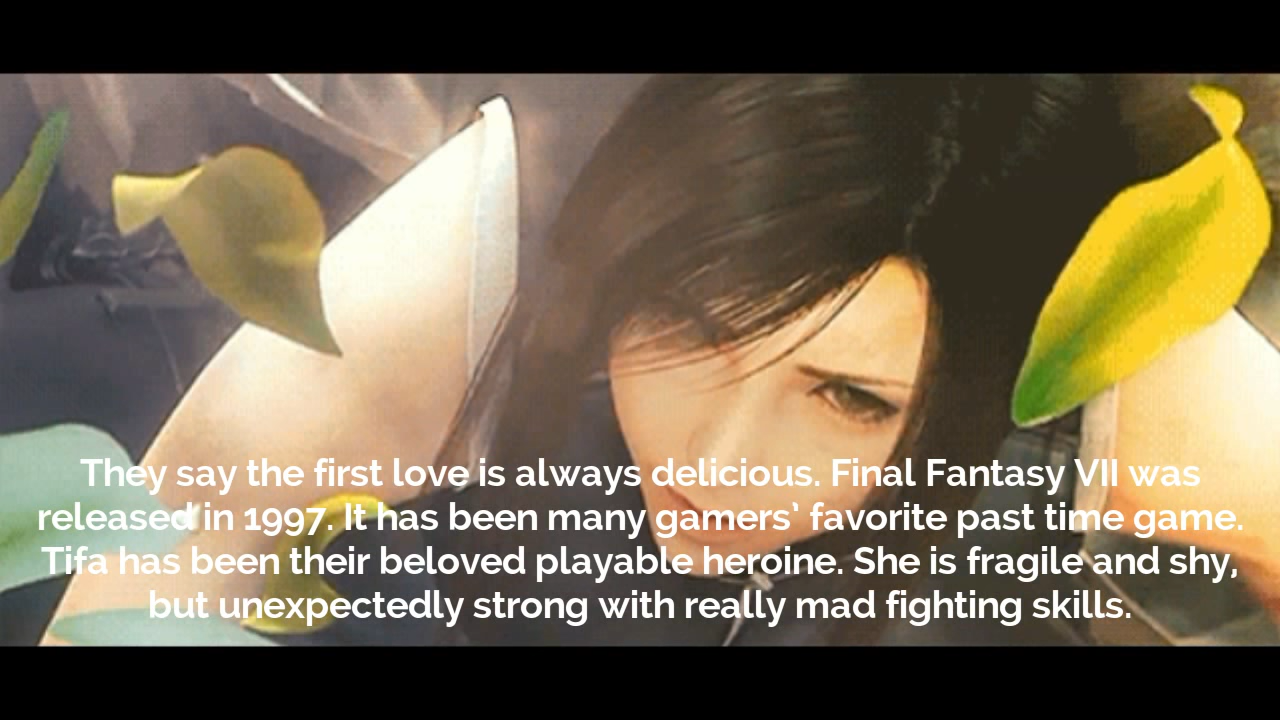 They say the first love is always delicious. Final Fantasy VII was
released in 1997. It has been many gamers' favorite past time game.
Tifa has been their beloved playable heroine. She is fragile and shy,
but unexpectedly strong with really mad fighting skills.